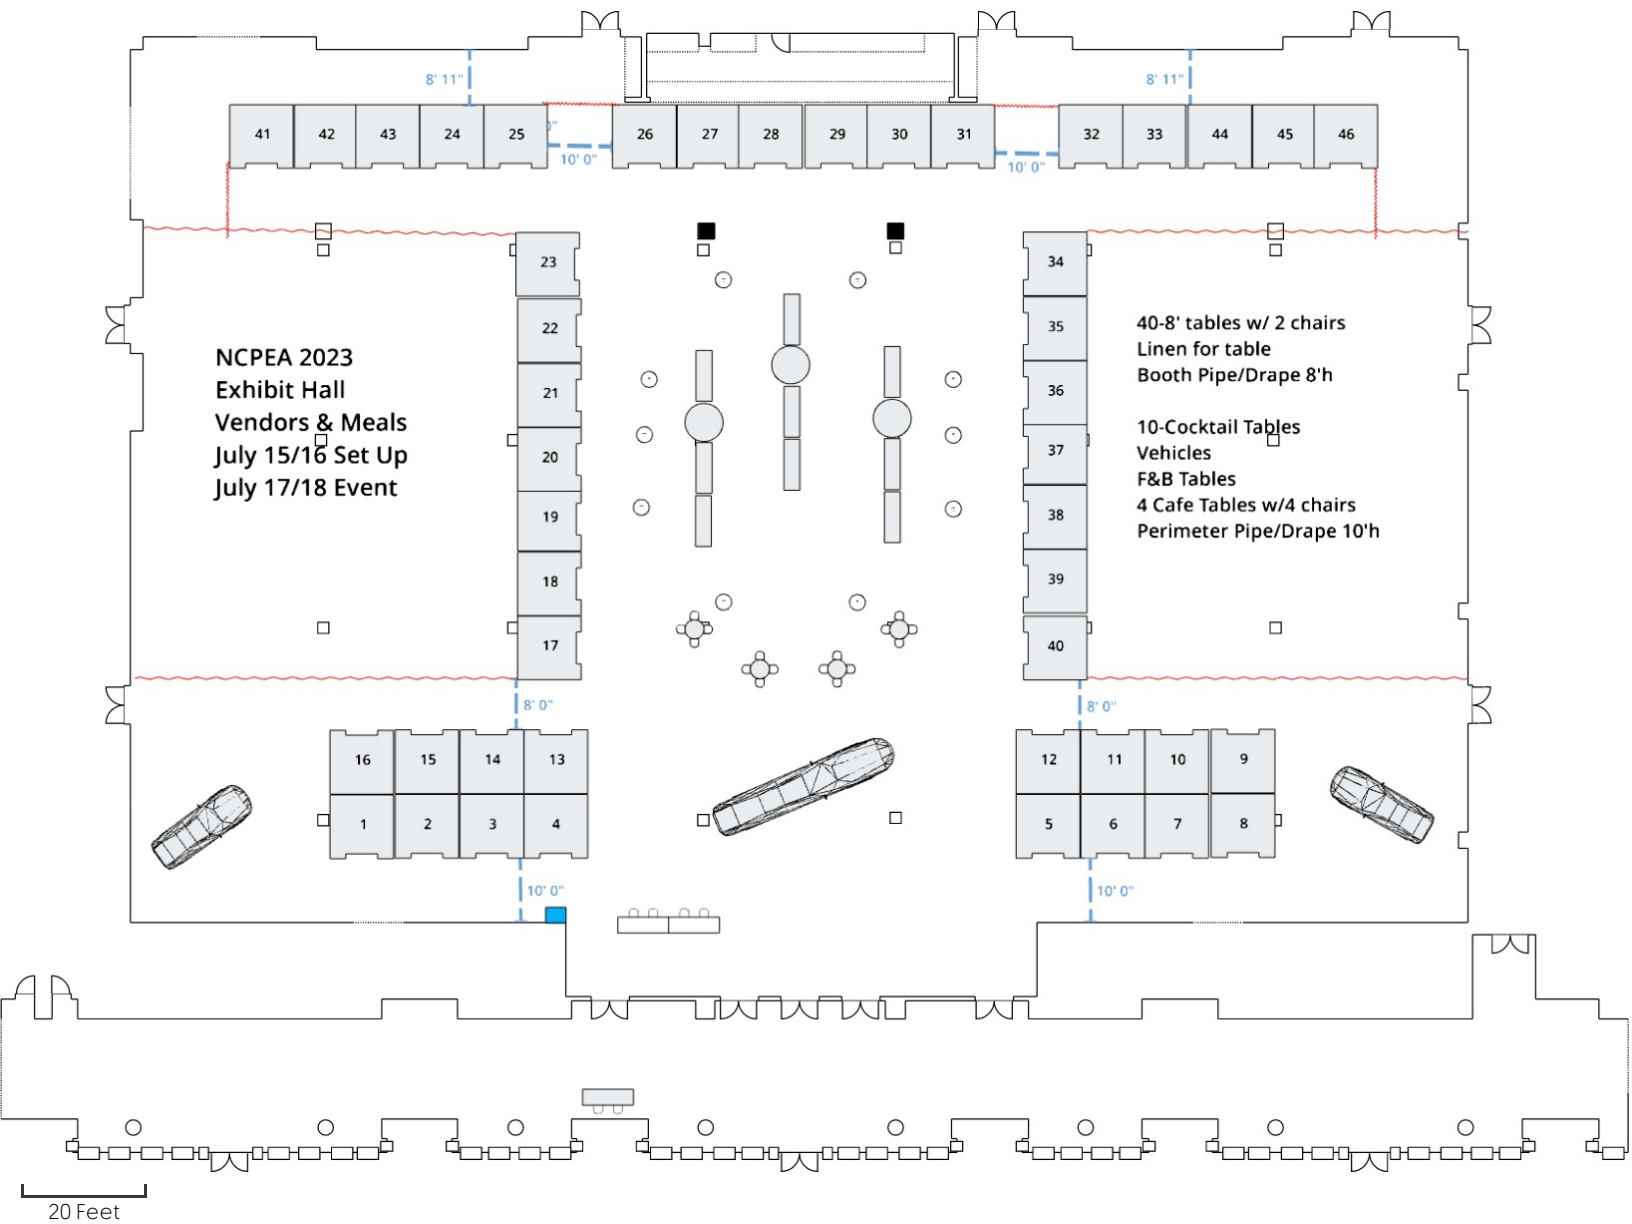 8' 11"
8' 11"
41 42 43 24 25 0" 26 27 28 29 30 31 32 33 44 45 46
10' 0"
10' 0"
23
22
21
20
19
18
17
34
35
36
37
38
39
40
NCPEA 2023
Exhibit Hall
Vendors & Meals
July 15/16 Set Up
July 17/18 Event
40-8' tables w/ 2 chairs
Linen for table
Booth Pipe/Drape 8'h
10-Cocktail Tables
Vehicles
F&B Tables
4 Cafe Tables w/4 chairs
Perimeter Pipe/Drape 10'h
8' 0"
8' 0"
16 15 14 13
12 11 10 9
1 2 3 4
5 6 7 8
10' 0"
10' 0"
20 Feet